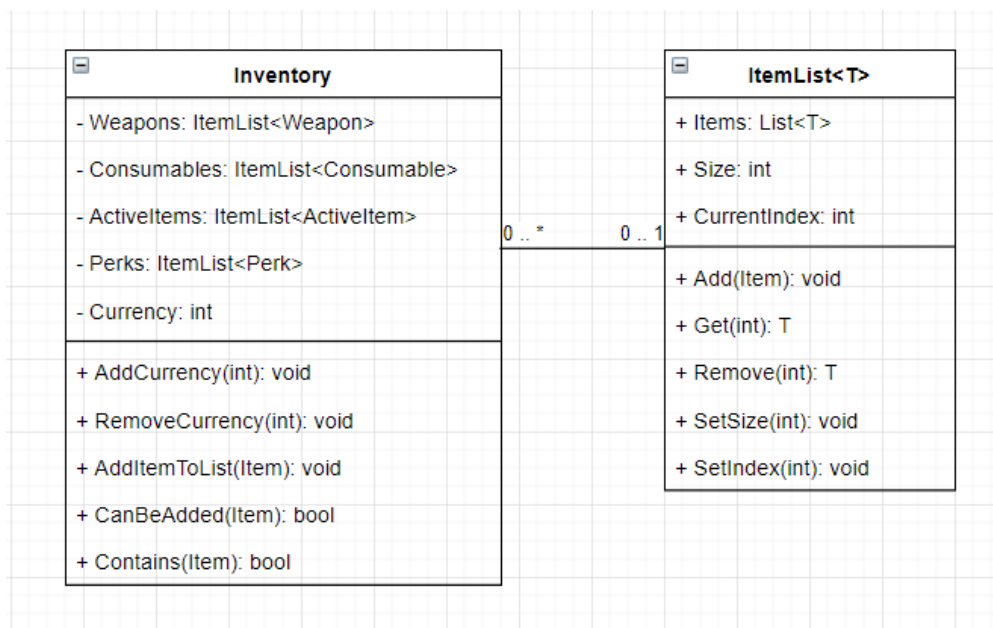 Inventory
- Weapons: ItemList<Weapon>
- Consumables: ItemList<Consumable>
- ActiveItems: ItemList<ActiveItem>
- Perks: ItemList<Perk>
- Currency: int
+ AddCurrency(int): void
+ RemoveCurrency(int): void
+ AddItemToList(Item): void
+ CanBeAdded(Item): bool
+ Contains(Item): bool
0 .. *
0 .. 1
ItemList<T>
+ Items: List<T>
+ Size: int
+ CurrentIndex: int
+ Add(Item): void
+ Get(int): T
+ Remove(int): T
+ SetSize(int): void
+ SetIndex(int): void